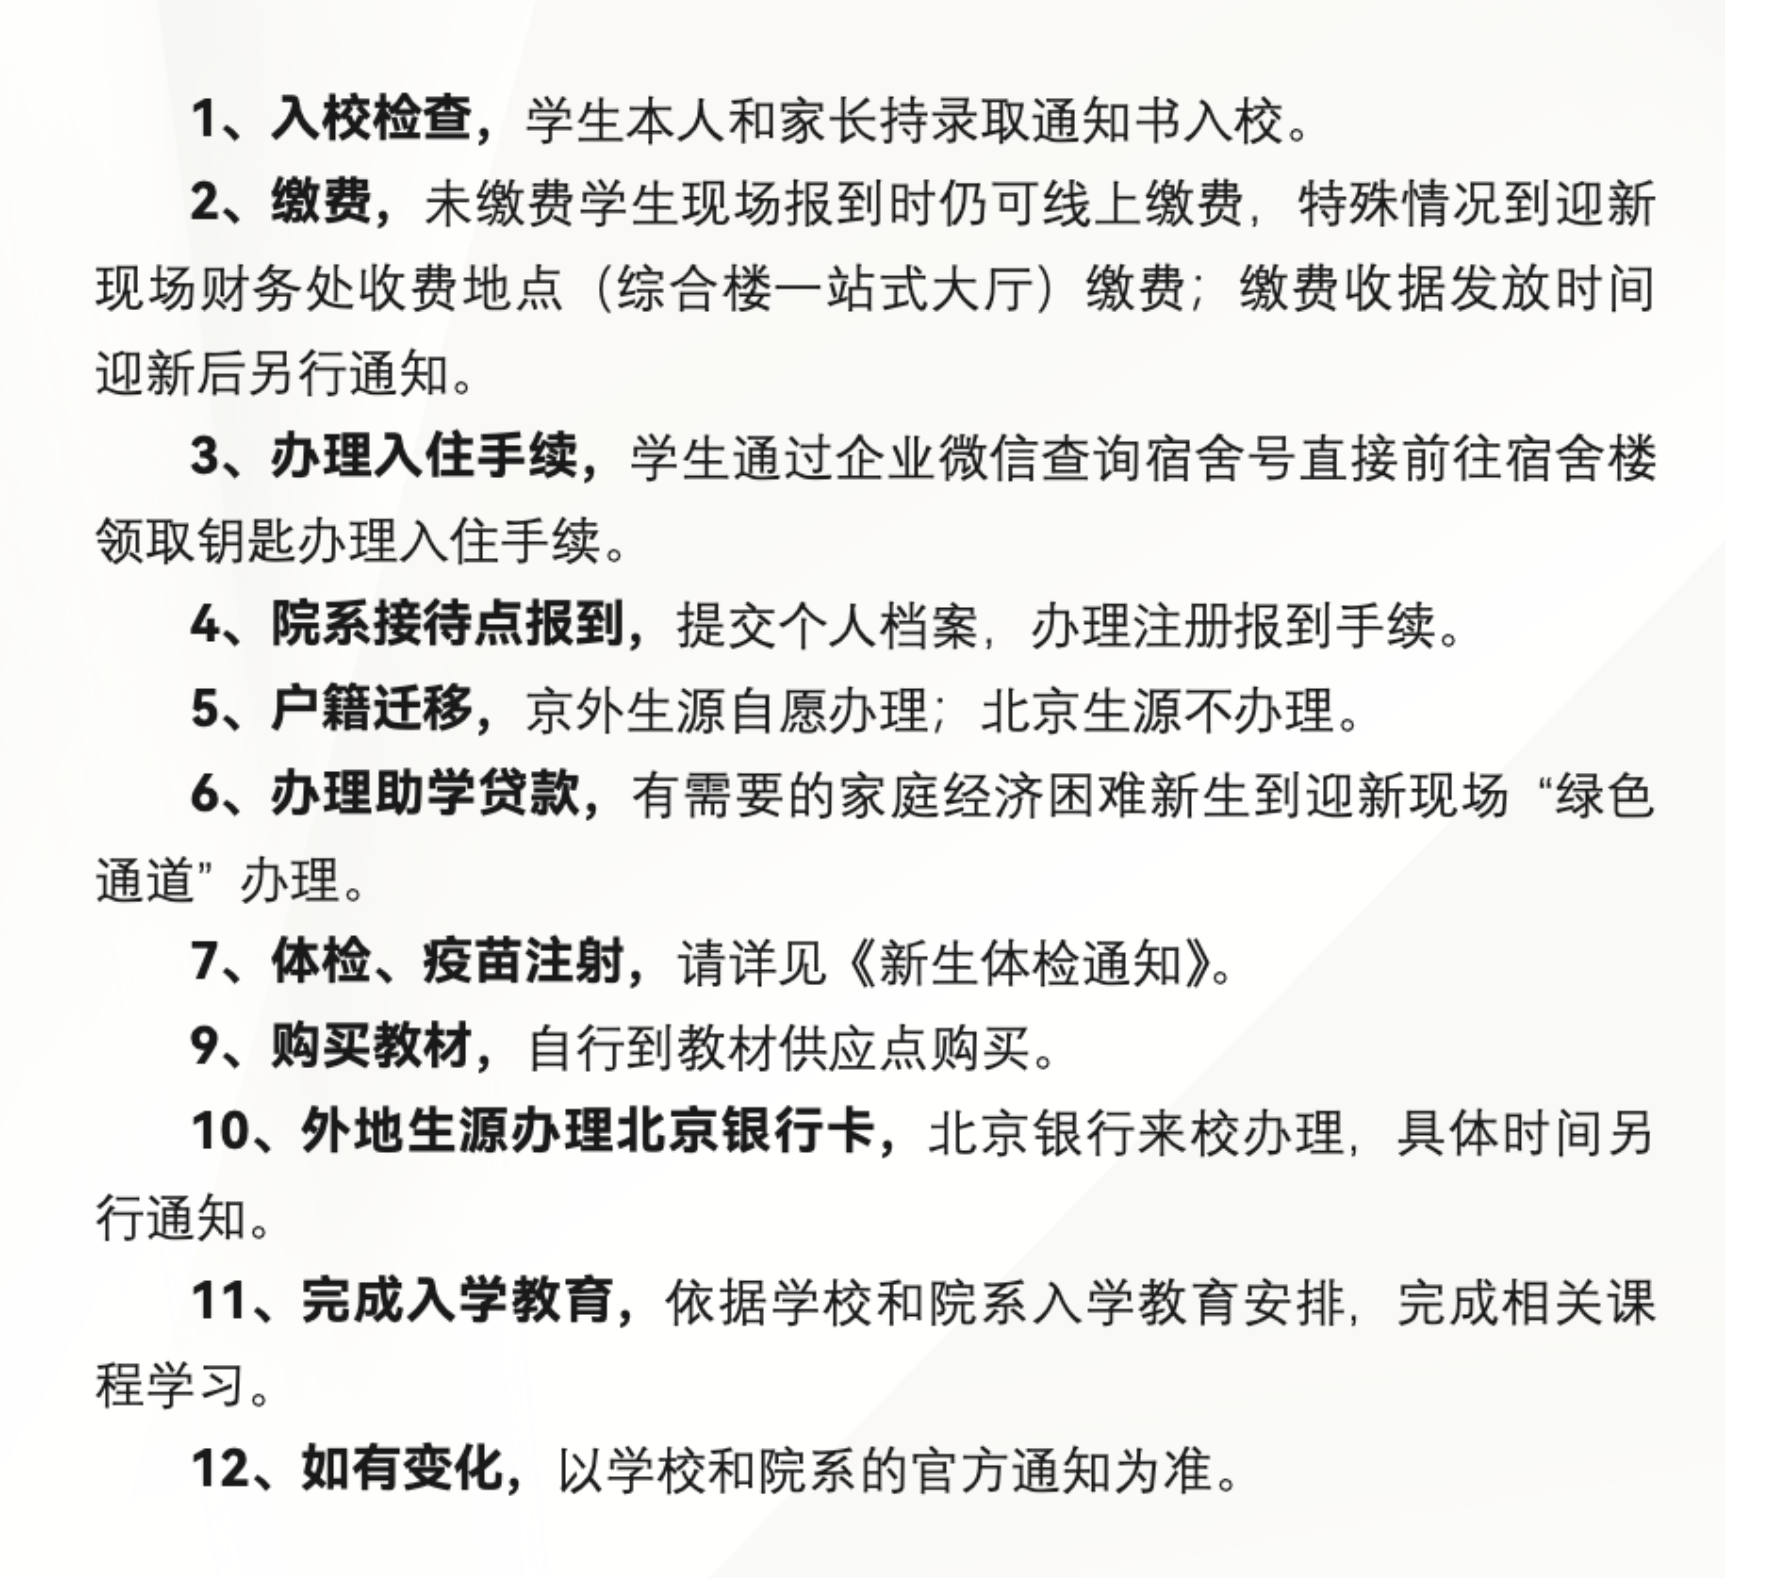 1、入校检查，学生本人和家长持录取通知书入校。
2、缴费，未缴费学生现场报到时仍可线上缴费，特殊情况到迎新
现场财务处收费地点（综合楼一站式大厅）缴费；缴费收据发放时间
迎新后另行通知。
3、办理入住手续，学生通过企业微信查询宿舍号直接前往宿舍楼
领取钥匙办理入住手续。
4、院系接待点报到，提交个人档案，办理注册报到手续。
5、户籍迁移，京外生源自愿办理；北京生源不办理。
6、办理助学贷款，有需要的家庭经济困难新生到迎新现场“绿色
通道”办理。
7、体检、疫苗注射，请详见《新生体检通知》。
9、购买教材，自行到教材供应点购买。
10、外地生源办理北京银行卡，北京银行来校办理，具体时间另
行通知。
11、完成入学教育，依据学校和院系入学教育安排，完成相关课
程学习。
12、如有变化，以学校和院系的官方通知为准。